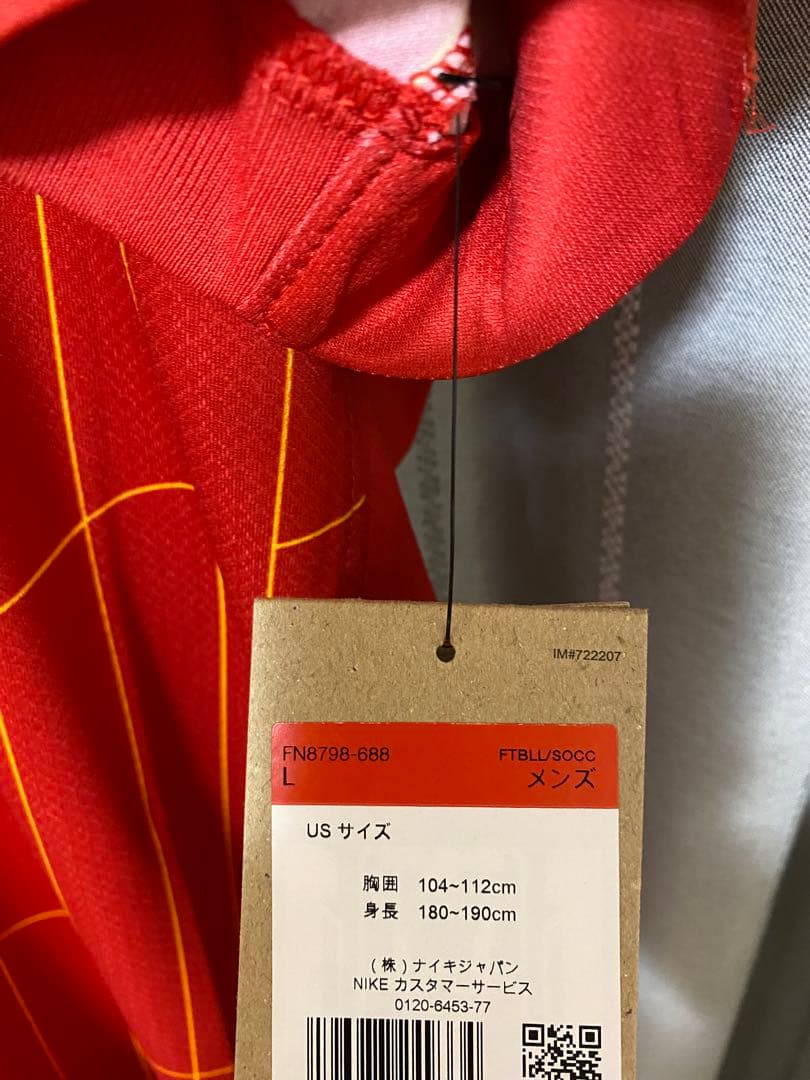 IM#722207
FN8798-688
FTBLL/SOCC
L
メンズ
US サイズ
胸囲 104~112cm
身長 180~190cm
(株)ナイキジャパン
NIKE カスタマーサービス
0120-6453-77